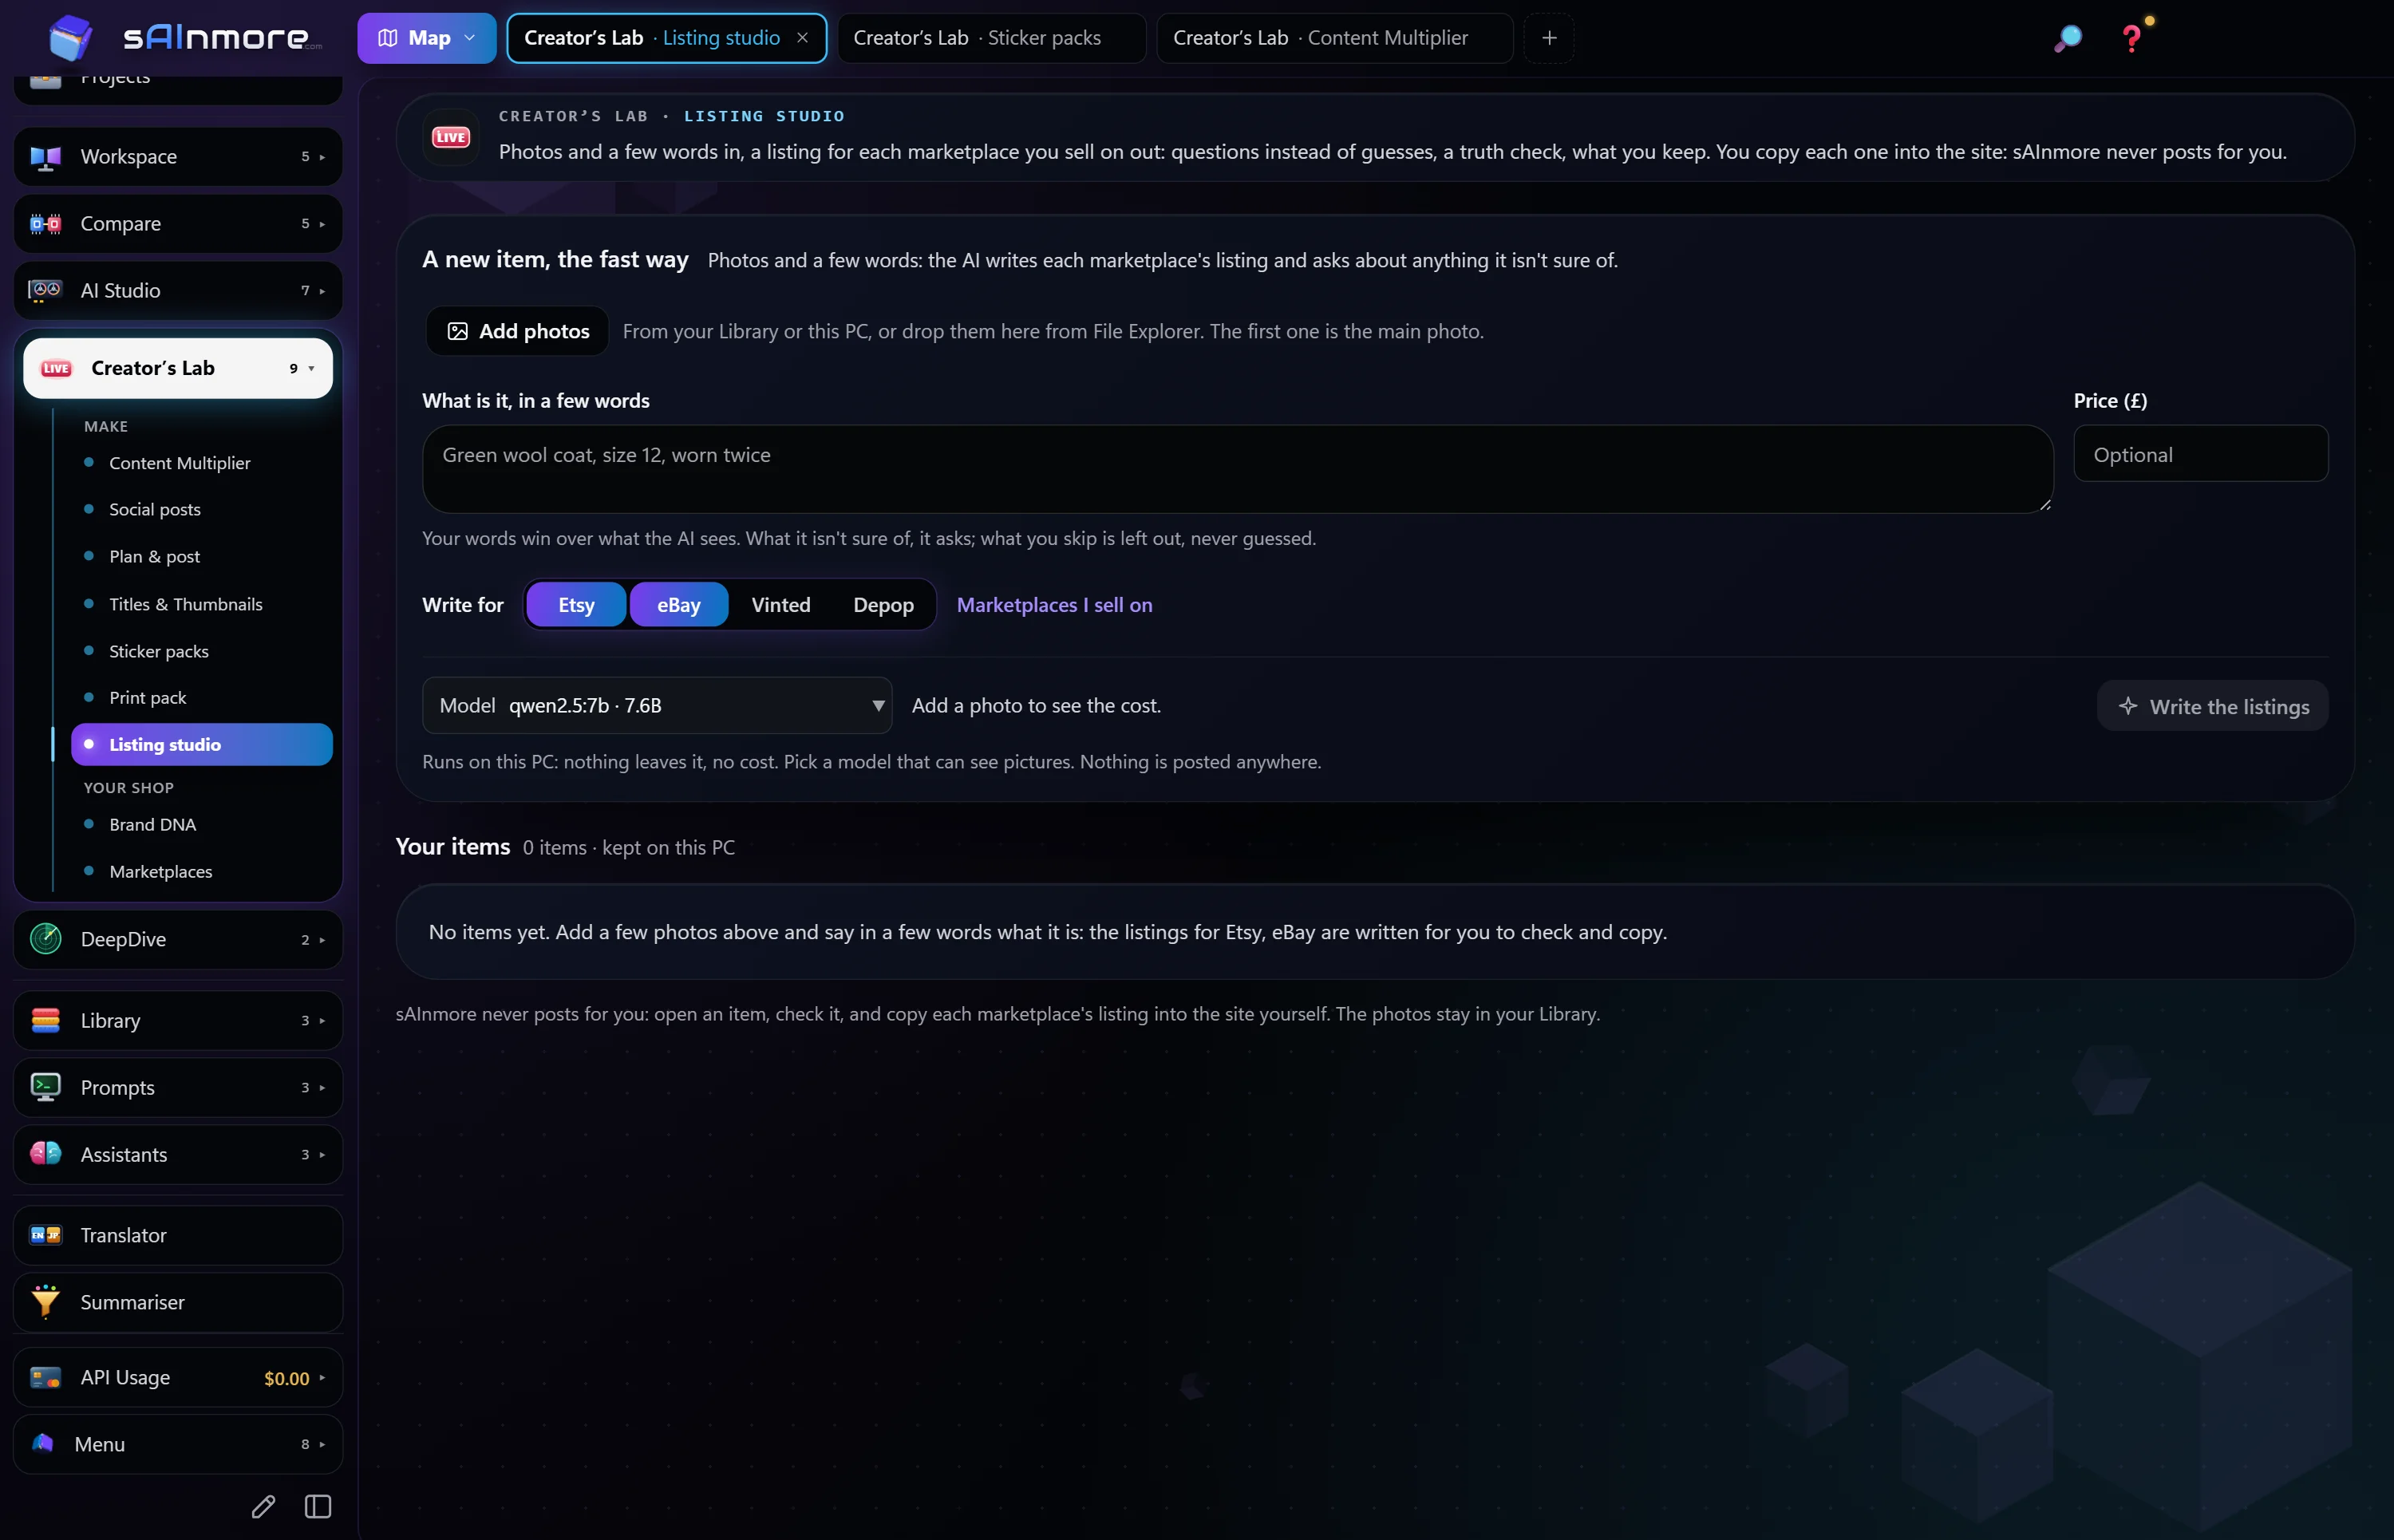 sAInmore.com
Map
Creator’s Lab · Listing studio ×
Creator’s Lab · Sticker packs
Creator’s Lab · Content Multiplier
+
Projects
Workspace 5
Compare 5
AI Studio 7
LIVE Creator’s Lab 9
MAKE
Content Multiplier
Social posts
Plan & post
Titles & Thumbnails
Sticker packs
Print pack
Listing studio
YOUR SHOP
Brand DNA
Marketplaces
DeepDive 2
Library 3
Prompts 3
Assistants 3
EN JP Translator
Summariser
API Usage $0.00
Menu 8
LIVE
CREATOR’S LAB · LISTING STUDIO
Photos and a few words in, a listing for each marketplace you sell on out: questions instead of guesses, a truth check, what you keep. You copy each one into the site: sAInmore never posts for you.
A new item, the fast way Photos and a few words: the AI writes each marketplace's listing and asks about anything it isn't sure of.
Add photos From your Library or this PC, or drop them here from File Explorer. The first one is the main photo.
What is it, in a few words Price (£)
Green wool coat, size 12, worn twice Optional
Your words win over what the AI sees. What it isn't sure of, it asks; what you skip is left out, never guessed.
Write for Etsy eBay Vinted Depop Marketplaces I sell on
Model qwen2.5:7b · 7.6B Add a photo to see the cost. Write the listings
Runs on this PC: nothing leaves it, no cost. Pick a model that can see pictures. Nothing is posted anywhere.
Your items 0 items · kept on this PC
No items yet. Add a few photos above and say in a few words what it is: the listings for Etsy, eBay are written for you to check and copy.
sAInmore never posts for you: open an item, check it, and copy each marketplace's listing into the site yourself. The photos stay in your Library.